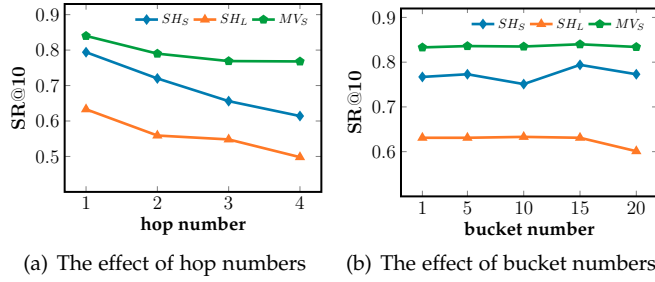 SH_S SH_L MV_S
0.9
0.8
0.7
0.6
0.5
SR@10
1 2 3 4
hop number
(a) The effect of hop numbers
SH_S SH_L MV_S
0.9
0.8
0.7
0.6
SR@10
1 5 10 15 20
bucket number
(b) The effect of bucket numbers